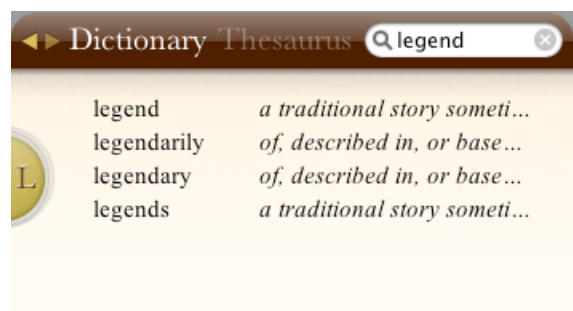 Dictionary Thesaurus legend
legend a traditional story someti...
legendarily of, described in, or base...
L
legendary of, described in, or base...
legends a traditional story someti...